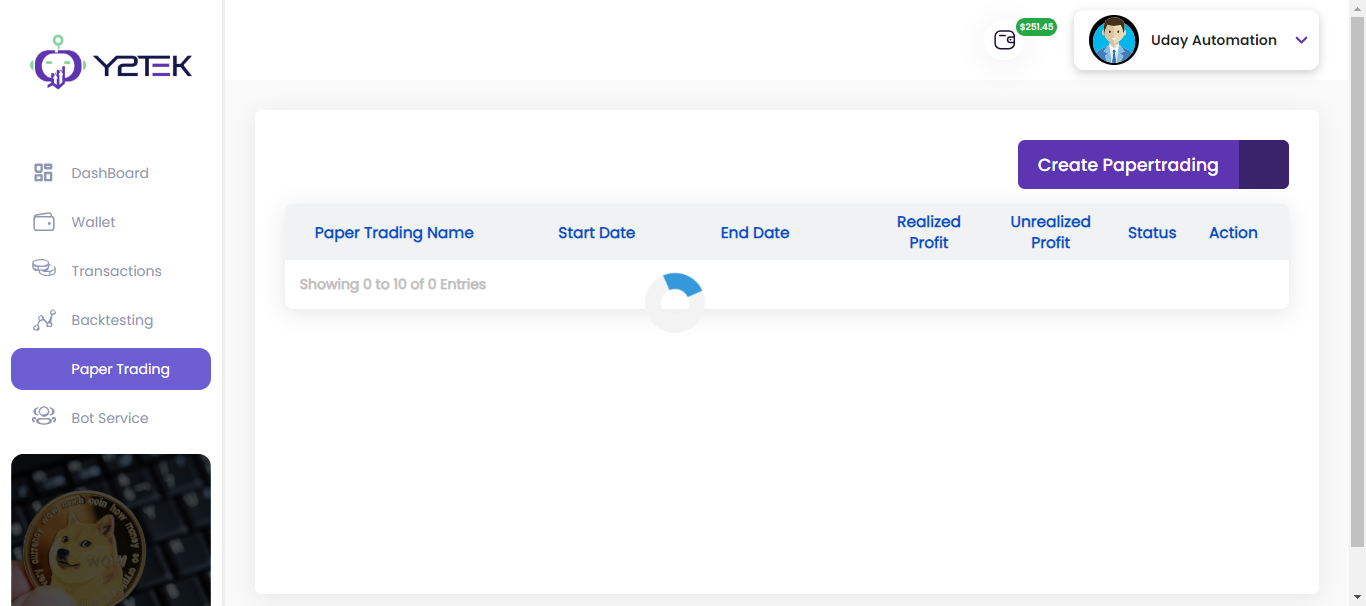 Y2TEK
$251.45
Uday Automation
DashBoard
Wallet
Transactions
Backtesting
Paper Trading
Bot Service
Create Papertrading
Paper Trading Name
Start Date
End Date
Realized
Profit
Unrealized
Profit
Status
Action
Showing 0 to 10 of 0 Entries
WOW